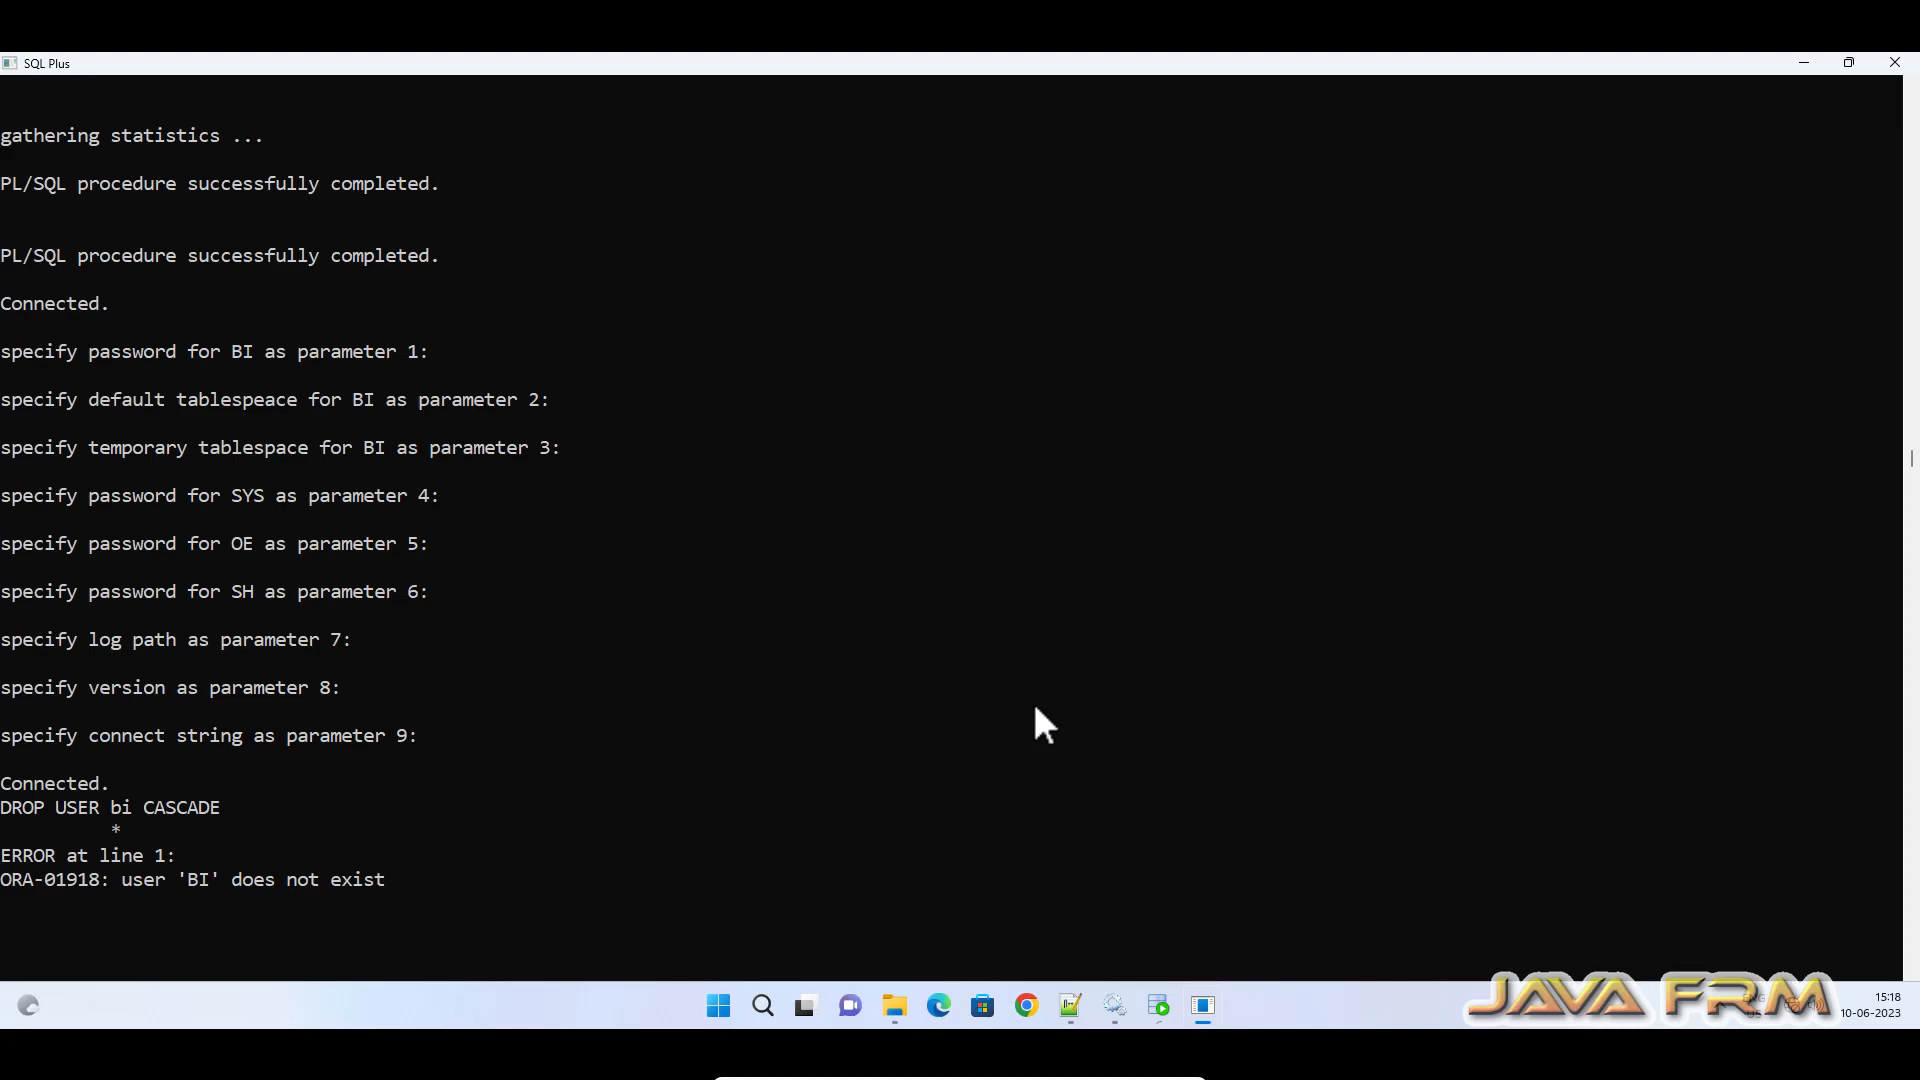 SQL Plus
gathering statistics ...
PL/SQL procedure successfully completed.
PL/SQL procedure successfully completed.
Connected.
specify password for BI as parameter 1:
specify default tablespeace for BI as parameter 2:
specify temporary tablespace for BI as parameter 3:
specify password for SYS as parameter 4:
specify password for OE as parameter 5:
specify password for SH as parameter 6:
specify log path as parameter 7:
specify version as parameter 8:
specify connect string as parameter 9:
Connected.
DROP USER bi CASCADE
*
ERROR at line 1:
ORA-01918: user 'BI' does not exist
JAVA FRM
ENG
US
15:18
10-06-2023